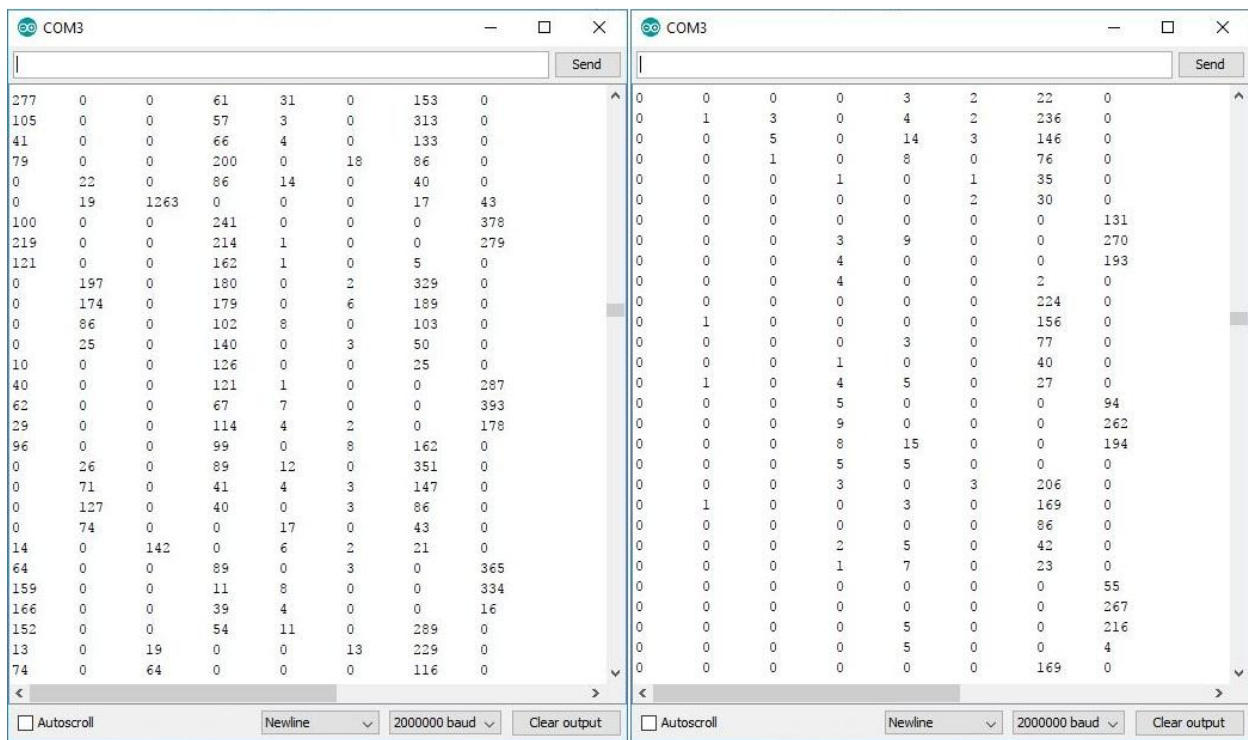 COM3
Send
277 0 0 61 31 0 153 0
105 0 0 57 3 0 313 0
41 0 0 66 4 0 133 0
79 0 0 200 0 18 86 0
0 22 0 86 14 0 40 0
0 19 1263 0 0 0 17 43
100 0 0 241 0 0 0 378
219 0 0 214 1 0 0 279
121 0 0 162 1 0 5 0
0 197 0 180 0 2 329 0
0 174 0 179 0 6 189 0
0 86 0 102 8 0 103 0
0 25 0 140 0 3 50 0
10 0 0 126 0 0 25 0
40 0 0 121 1 0 0 287
62 0 0 67 7 0 0 393
29 0 0 114 4 2 0 178
96 0 0 99 0 8 162 0
0 26 0 89 12 0 351 0
0 71 0 41 4 3 147 0
0 127 0 40 0 3 86 0
0 74 0 0 17 0 43 0
14 0 142 0 6 2 21 0
64 0 0 89 0 3 0 365
159 0 0 11 8 0 0 334
166 0 0 39 4 0 0 16
152 0 0 54 11 0 289 0
13 0 19 0 0 13 229 0
74 0 64 0 0 0 116 0
Autoscroll Newline 2000000 baud Clear output
COM3
Send
0 0 0 0 3 2 22 0
0 1 3 0 4 2 236 0
0 0 5 0 14 3 146 0
0 0 1 0 8 0 76 0
0 0 0 1 0 1 35 0
0 0 0 0 0 2 30 0
0 0 0 0 0 0 0 131
0 0 0 3 9 0 0 270
0 0 0 4 0 0 0 193
0 0 0 4 0 0 2 0
0 0 0 0 0 0 224 0
0 1 0 0 0 0 156 0
0 0 0 0 3 0 77 0
0 0 0 1 0 0 40 0
0 1 0 4 5 0 27 0
0 0 0 5 0 0 0 94
0 0 0 9 0 0 0 262
0 0 0 8 15 0 0 194
0 0 0 5 5 0 0 0
0 0 0 3 0 3 206 0
0 1 0 0 3 0 169 0
0 0 0 0 0 0 86 0
0 0 0 2 5 0 42 0
0 0 0 1 7 0 23 0
0 0 0 0 0 0 0 55
0 0 0 0 0 0 0 267
0 0 0 0 5 0 0 216
0 0 0 0 5 0 0 4
0 0 0 0 0 0 169 0
Autoscroll Newline 2000000 baud Clear output